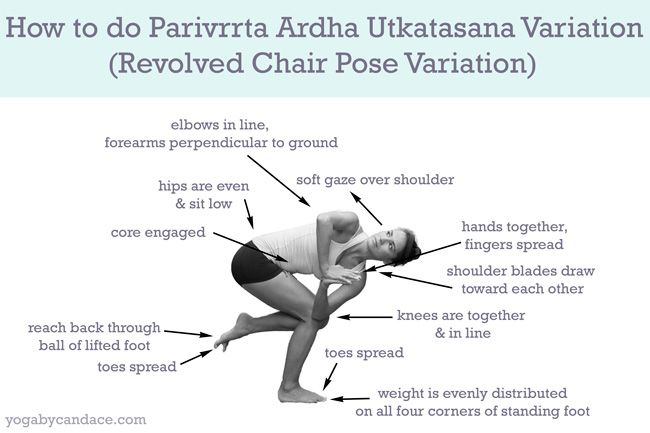 How to do Parivrrta Ardha Utkatasana Variation
(Revolved Chair Pose Variation)
elbows in line,
forearms perpendicular to ground
soft gaze over shoulder
hips are even
& sit low
core engaged
hands together,
fingers spread
shoulder blades draw
toward each other
knees are together
& in line
reach back through
ball of lifted foot
toes spread
toes spread
weight is evenly distributed
on all four corners of standing foot
yogabycandace.com